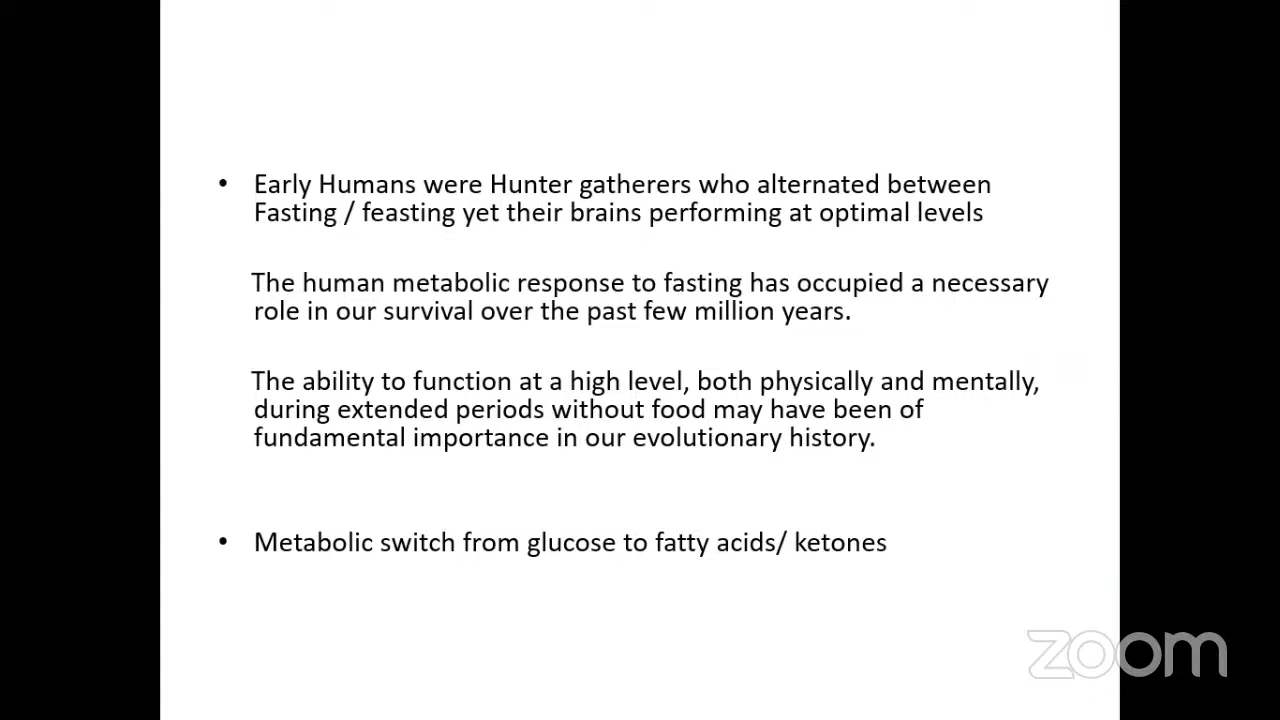 • Early Humans were Hunter gatherers who alternated between
Fasting / feasting yet their brains performing at optimal levels
The human metabolic response to fasting has occupied a necessary
role in our survival over the past few million years.
The ability to function at a high level, both physically and mentally,
during extended periods without food may have been of
fundamental importance in our evolutionary history.
• Metabolic switch from glucose to fatty acids/ ketones
zoom